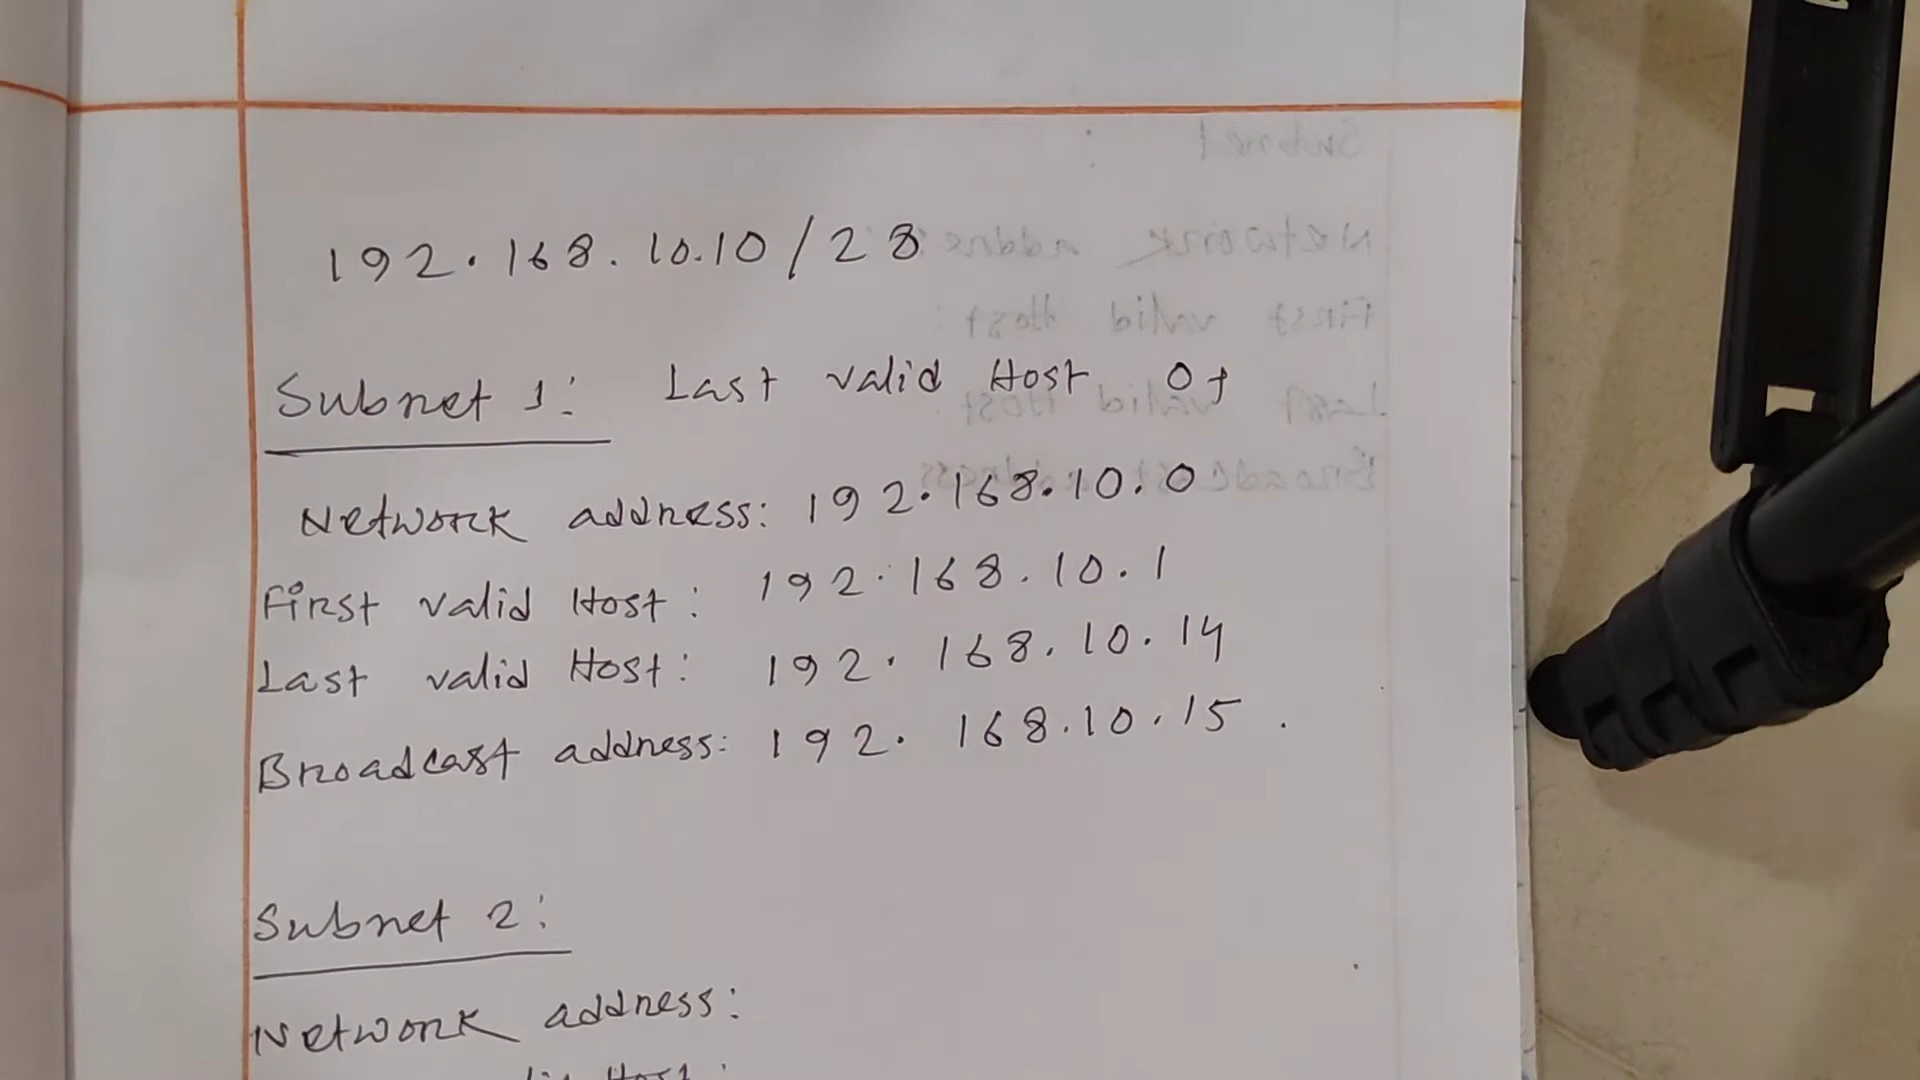 192.168.10.10/28
Subnet 1: Last valid Host Of
Network address: 192.168.10.0
First valid Host: 192.168.10.1
Last valid Host: 192.168.10.14
Broadcast address: 192.168.10.15.
Subnet 2:
Network address:
Host: